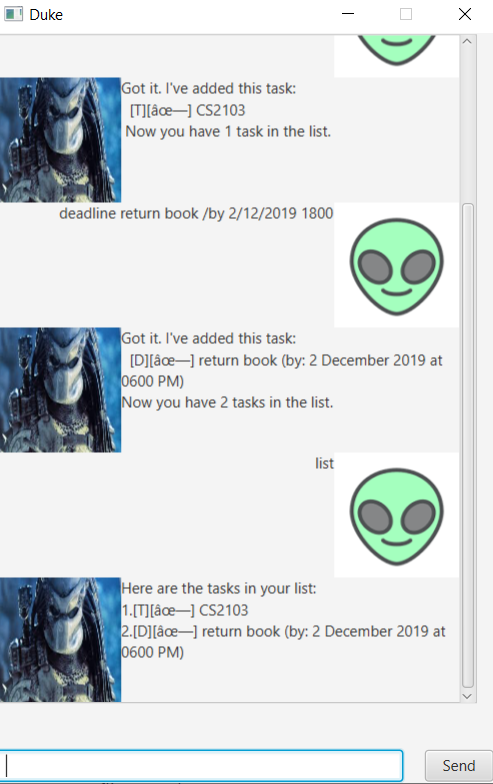 Duke
Got it. I've added this task:
[T][âœ—] CS2103
Now you have 1 task in the list.
deadline return book /by 2/12/2019 1800
Got it. I've added this task:
[D][âœ—] return book (by: 2 December 2019 at
0600 PM)
Now you have 2 tasks in the list.
list
Here are the tasks in your list:
1.[T][âœ—] CS2103
2.[D][âœ—] return book (by: 2 December 2019 at
0600 PM)
Send